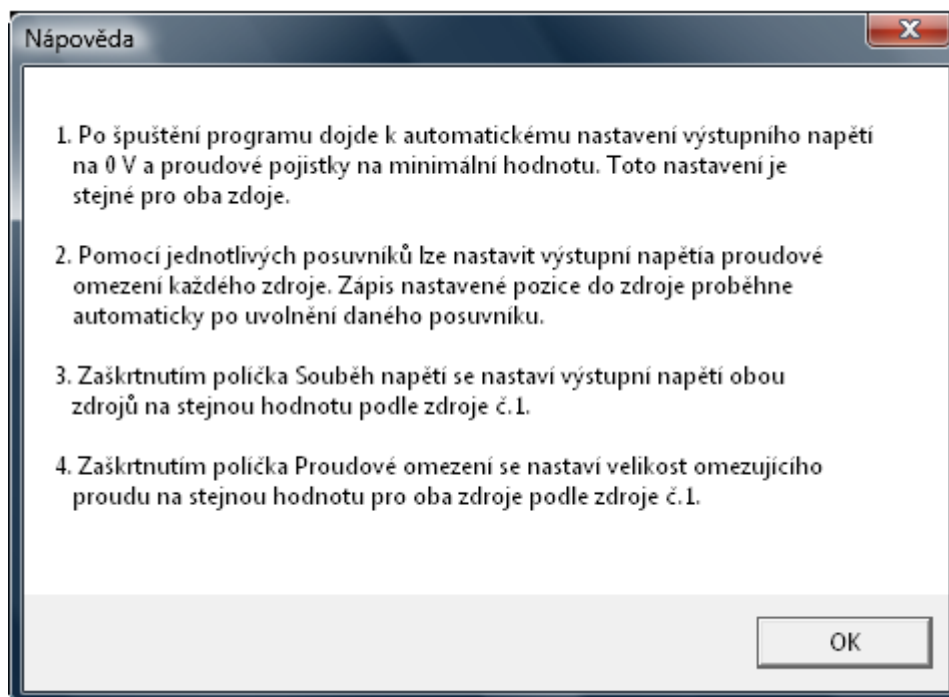 Nápověda
1. Po špuštění programu dojde k automatickému nastavení výstupního napětí
na 0 V a proudové pojistky na minimální hodnotu. Toto nastavení je
stejné pro oba zdoje.
2. Pomocí jednotlivých posuvníků lze nastavit výstupní napětía proudové
omezení každého zdroje. Zápis nastavené pozice do zdroje proběhne
automaticky po uvolnění daného posuvníku.
3. Zaškrtnutím políčka Souběh napětí se nastaví výstupní napětí obou
zdrojů na stejnou hodnotu podle zdroje č.1.
4. Zaškrtnutím políčka Proudové omezení se nastaví velikost omezujícího
proudu na stejnou hodnotu pro oba zdroje podle zdroje č.1.
OK